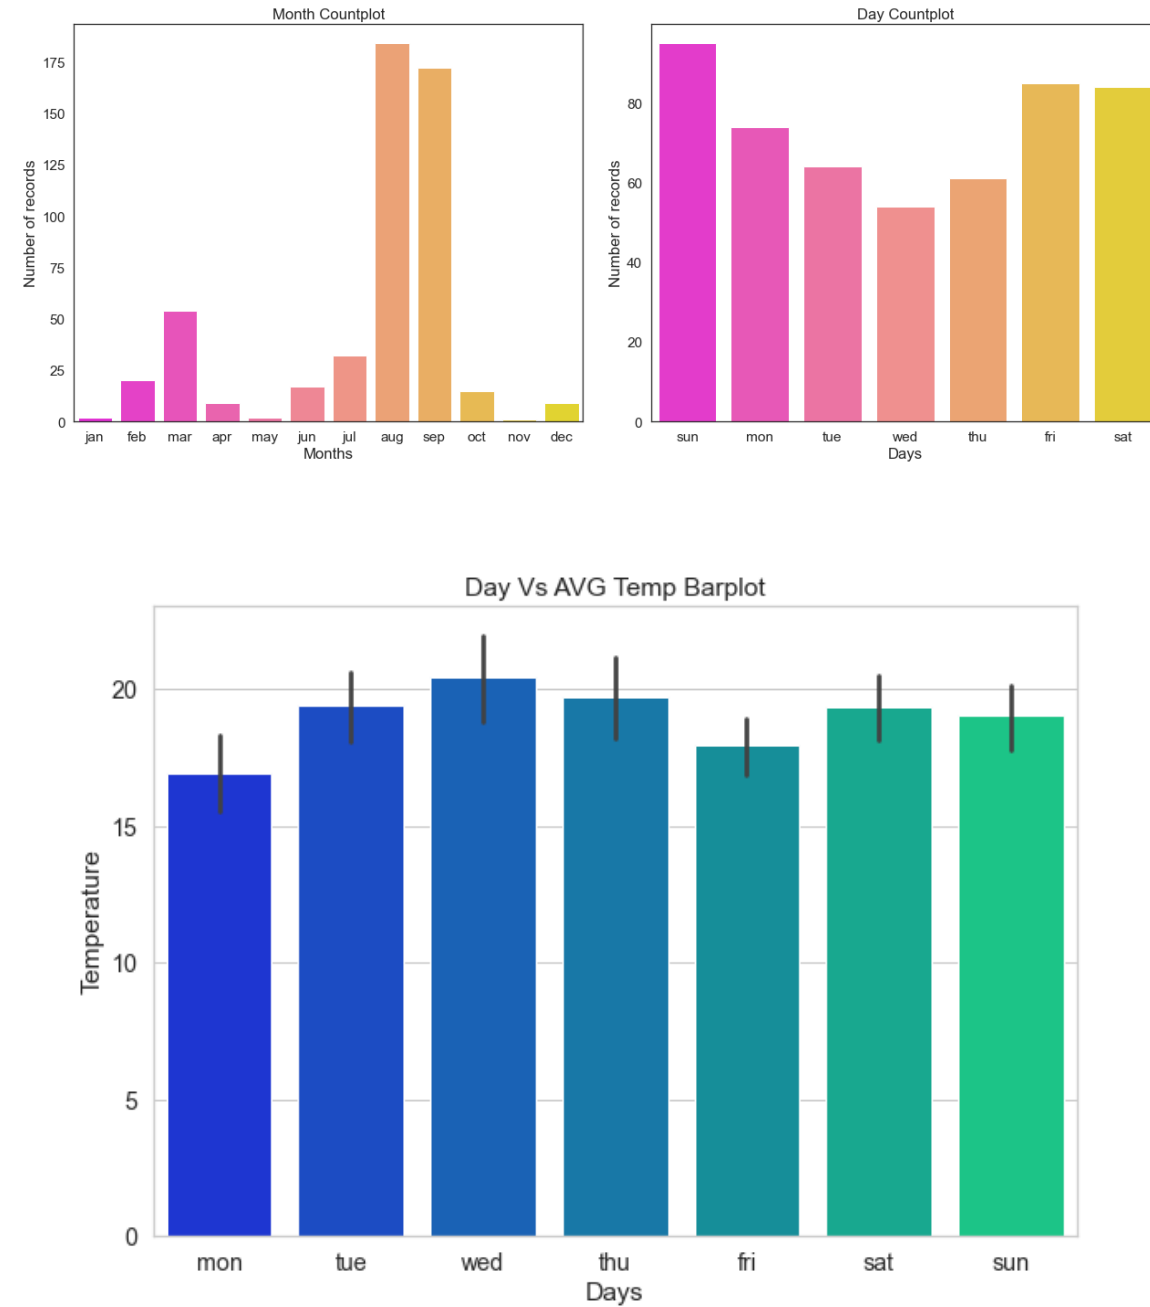 Month Countplot
Number of records
175
150
125
100
75
50
25
0
jan feb mar apr may jun jul aug sep oct nov dec
Months
Day Countplot
Number of records
80
60
40
20
0
sun mon tue wed thu fri sat
Days
Day Vs AVG Temp Barplot
Temperature
20
15
10
5
0
mon tue wed thu fri sat sun
Days